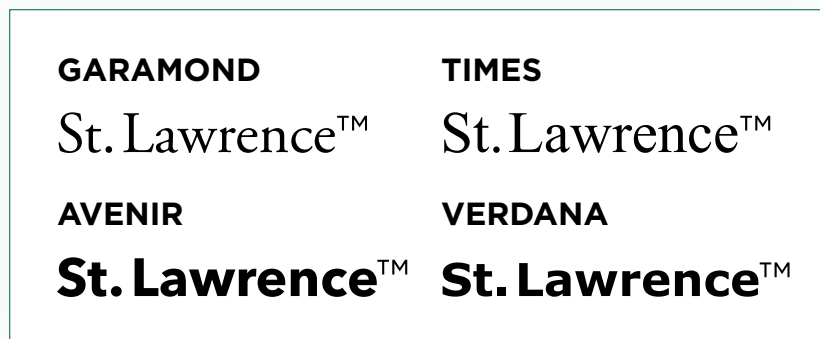 GARAMOND
St. Lawrence™
TIMES
St. Lawrence™
AVENIR
St. Lawrence™
VERDANA
St. Lawrence™